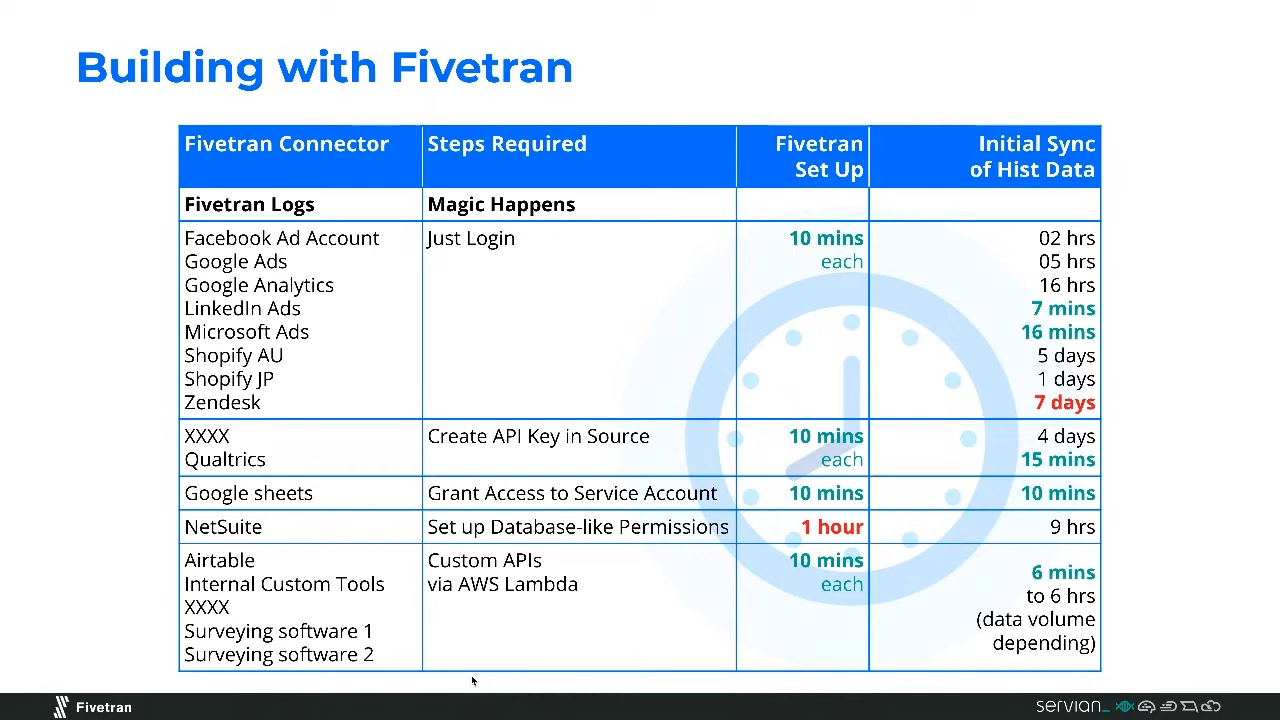 Building with Fivetran
Fivetran Connector
Steps Required
Fivetran
Set Up
Initial Sync
of Hist Data
Fivetran Logs
Magic Happens
Facebook Ad Account
Google Ads
Google Analytics
LinkedIn Ads
Microsoft Ads
Shopify AU
Shopify JP
Zendesk
Just Login
10 mins
each
02 hrs
05 hrs
16 hrs
7 mins
16 mins
5 days
1 days
7 days
XXXX
Qualtrics
Create API Key in Source
10 mins
each
4 days
15 mins
Google sheets
Grant Access to Service Account
10 mins
10 mins
NetSuite
Set up Database-like Permissions
1 hour
9 hrs
Airtable
Internal Custom Tools
XXXX
Surveying software 1
Surveying software 2
Custom APIs
via AWS Lambda
10 mins
each
6 mins
to 6 hrs
(data volume
depending)
Fivetran
servian_